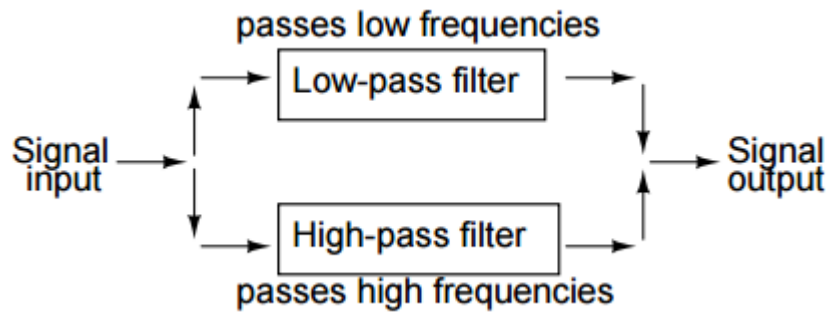 passes low frequencies
Low-pass filter
Signal
input
Signal
output
High-pass filter
passes high frequencies